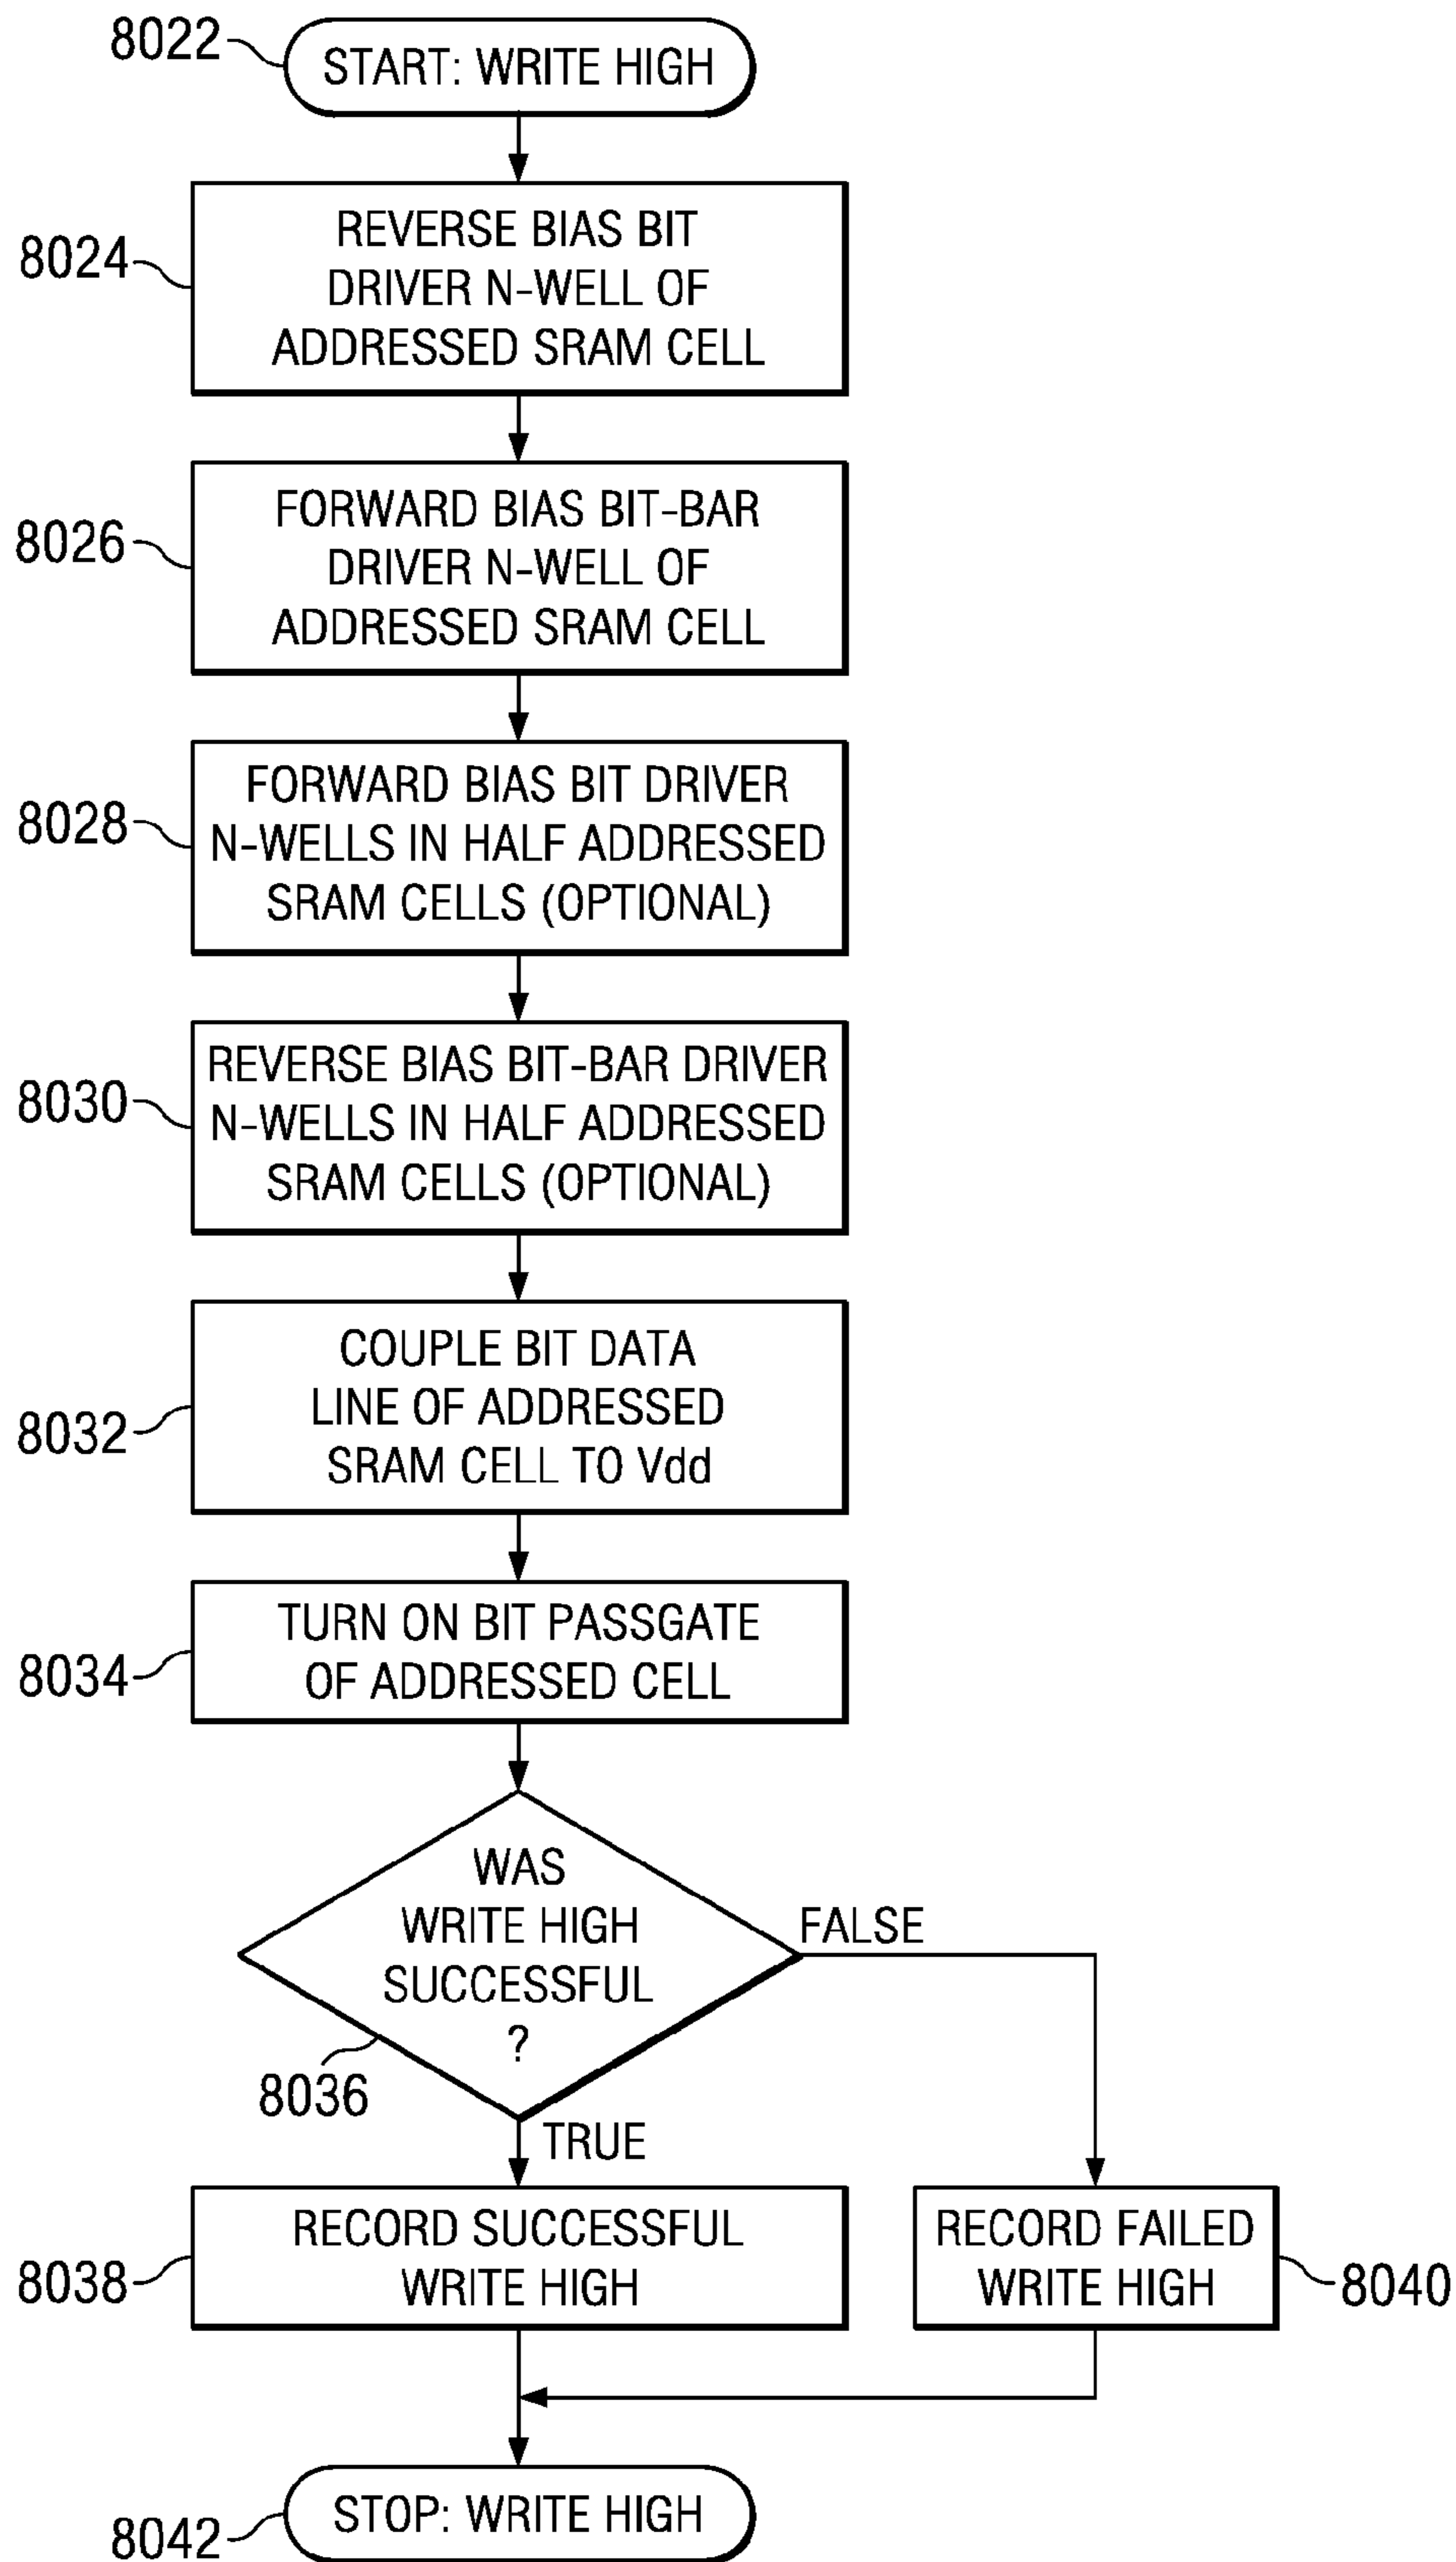 8022
START: WRITE HIGH
8024
REVERSE BIAS BIT
DRIVER N-WELL OF
ADDRESSED SRAM CELL
8026
FORWARD BIAS BIT-BAR
DRIVER N-WELL OF
ADDRESSED SRAM CELL
8028
FORWARD BIAS BIT DRIVER
N-WELLS IN HALF ADDRESSED
SRAM CELLS (OPTIONAL)
8030
REVERSE BIAS BIT-BAR DRIVER
N-WELLS IN HALF ADDRESSED
SRAM CELLS (OPTIONAL)
8032
COUPLE BIT DATA
LINE OF ADDRESSED
SRAM CELL TO Vdd
8034
TURN ON BIT PASSGATE
OF ADDRESSED CELL
WAS
WRITE HIGH
SUCCESSFUL
?
8036
FALSE
TRUE
8038
RECORD SUCCESSFUL
WRITE HIGH
RECORD FAILED
WRITE HIGH
8040
STOP: WRITE HIGH
8042